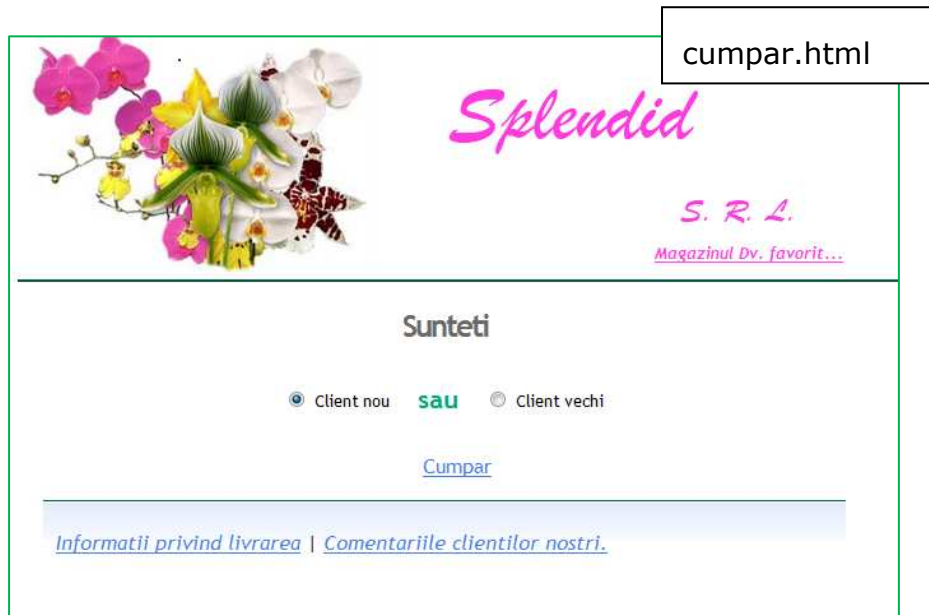 cumpar.html
Splendid
S. R. L.
Magazinul Dv. favorit...
Sunteti
Client nou sau Client vechi
Cumpar
Informatii privind livrarea | Comentariile clientilor nostri.